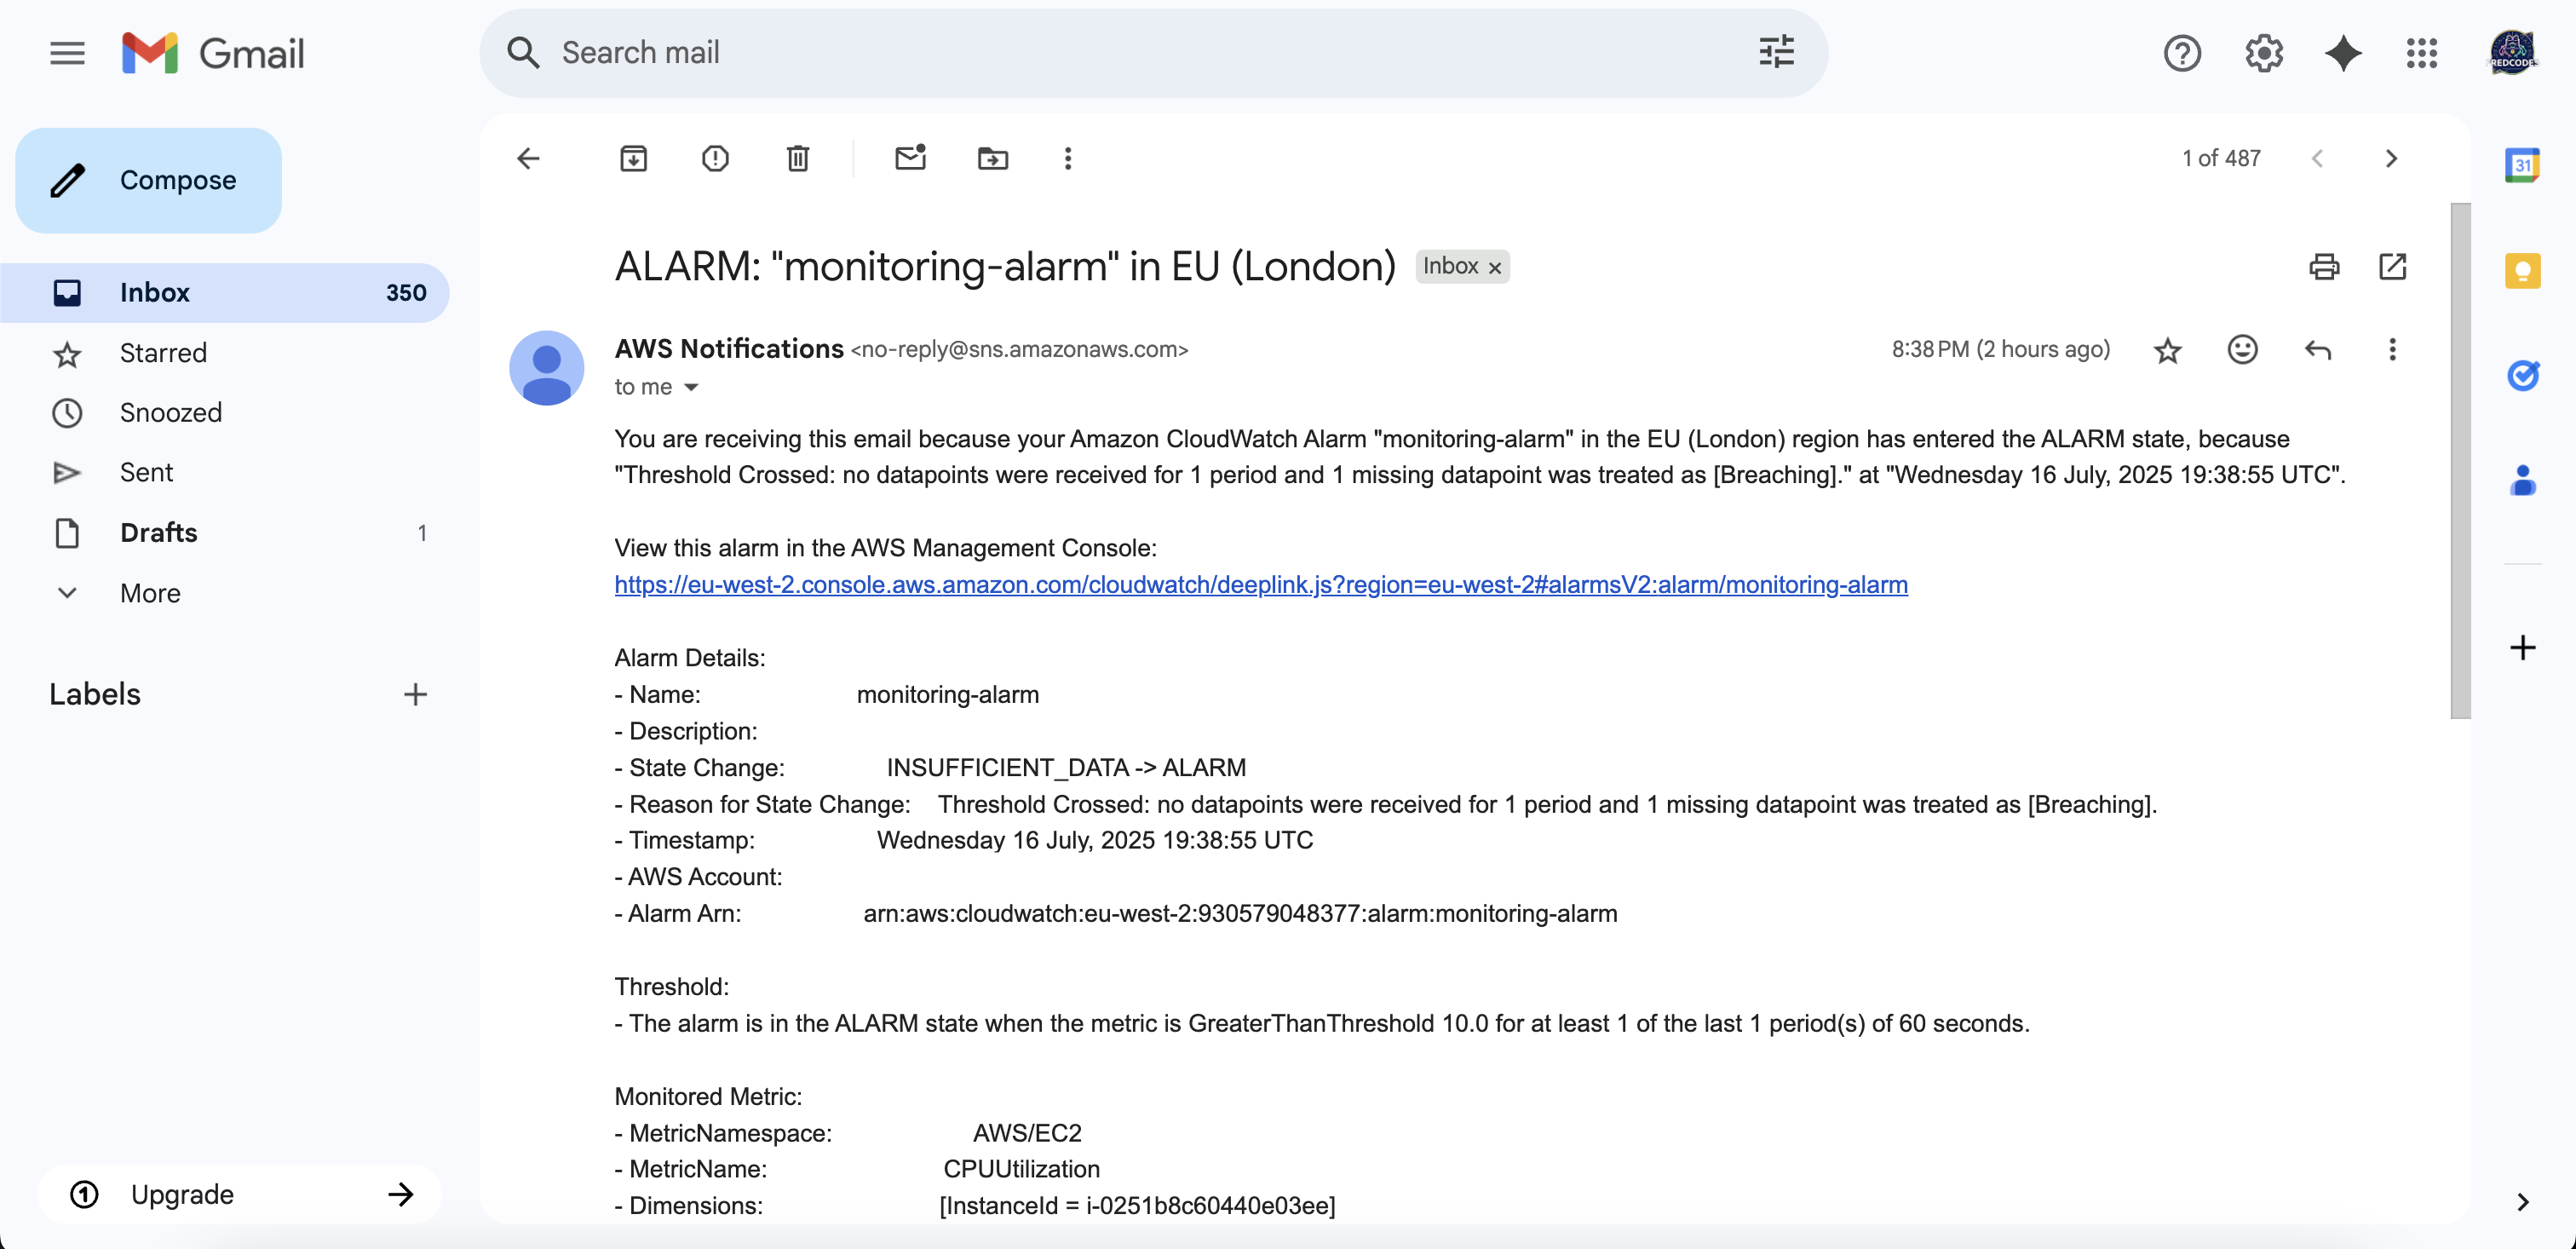 Gmail
Search mail
REDCODE
Compose
1 of 487
31
ALARM: "monitoring-alarm" in EU (London) Inbox x
Inbox 350
Starred
Snoozed
Sent
Drafts 1
More
Labels
AWS Notifications <no-reply@sns.amazonaws.com> 8:38 PM (2 hours ago)
to me
You are receiving this email because your Amazon CloudWatch Alarm "monitoring-alarm" in the EU (London) region has entered the ALARM state, because
"Threshold Crossed: no datapoints were received for 1 period and 1 missing datapoint was treated as [Breaching]." at "Wednesday 16 July, 2025 19:38:55 UTC".
View this alarm in the AWS Management Console:
https://eu-west-2.console.aws.amazon.com/cloudwatch/deeplink.js?region=eu-west-2#alarmsV2:alarm/monitoring-alarm
Alarm Details:
- Name: monitoring-alarm
- Description:
- State Change: INSUFFICIENT_DATA -> ALARM
- Reason for State Change: Threshold Crossed: no datapoints were received for 1 period and 1 missing datapoint was treated as [Breaching].
- Timestamp: Wednesday 16 July, 2025 19:38:55 UTC
- AWS Account:
- Alarm Arn: arn:aws:cloudwatch:eu-west-2:930579048377:alarm:monitoring-alarm
Threshold:
- The alarm is in the ALARM state when the metric is GreaterThanThreshold 10.0 for at least 1 of the last 1 period(s) of 60 seconds.
Monitored Metric:
- MetricNamespace: AWS/EC2
- MetricName: CPUUtilization
- Dimensions: [InstanceId = i-0251b8c60440e03ee]
1 Upgrade